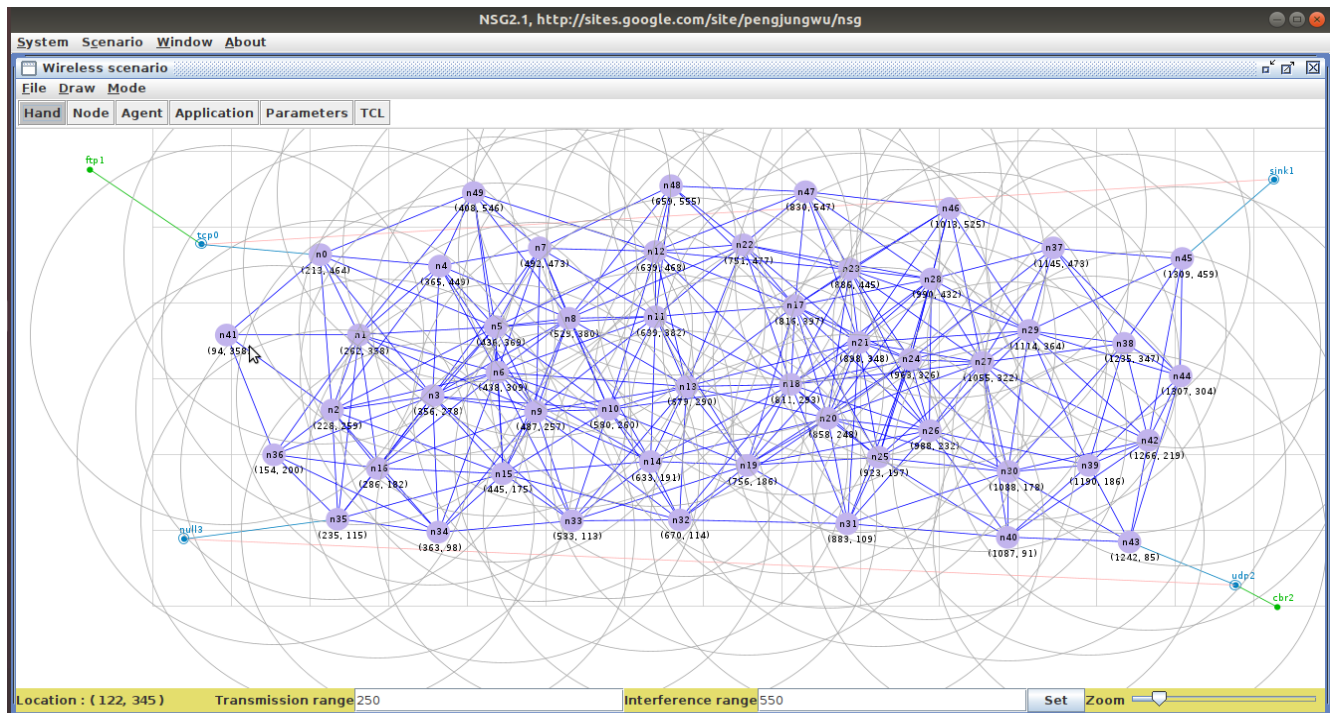 NSG2.1, http://sites.google.com/site/pengjungwu/nsg
System Scenario Window About
Wireless scenario
File Draw Mode
Hand Node Agent Application Parameters TCL
ftp1
sink1
tcp0
n49
(408, 546)
n48
(659, 555)
n47
(830, 547)
n46
(1013, 525)
n0
(213, 464)
n4
(365, 449)
n7
(492, 473)
n12
(639, 468)
n22
(751, 477)
n23
(886, 445)
n28
(990, 432)
n37
(1145, 473)
n45
(1309, 459)
n41
(94, 358)
n1
(262, 358)
n5
(436, 369)
n8
(529, 380)
n11
(639, 382)
n17
(816, 397)
n21
(898, 348)
n24
(963, 326)
n27
(1055, 322)
n29
(1114, 364)
n38
(1235, 347)
n44
(1307, 304)
n6
(438, 309)
n3
(356, 278)
n2
(228, 259)
n9
(487, 257)
n10
(580, 260)
n13
(679, 290)
n18
(811, 293)
n20
(858, 248)
n26
(988, 232)
n42
(1266, 219)
n36
(154, 200)
n16
(286, 182)
n15
(445, 175)
n14
(633, 191)
n19
(756, 186)
n25
(923, 197)
n30
(1088, 178)
n39
(1190, 186)
null3
n35
(235, 115)
n34
(363, 98)
n33
(533, 113)
n32
(670, 114)
n31
(883, 109)
n40
(1087, 91)
n43
(1242, 85)
udp2
cbr2
Location : ( 122, 345 ) Transmission range 250 Interference range 550 Set Zoom